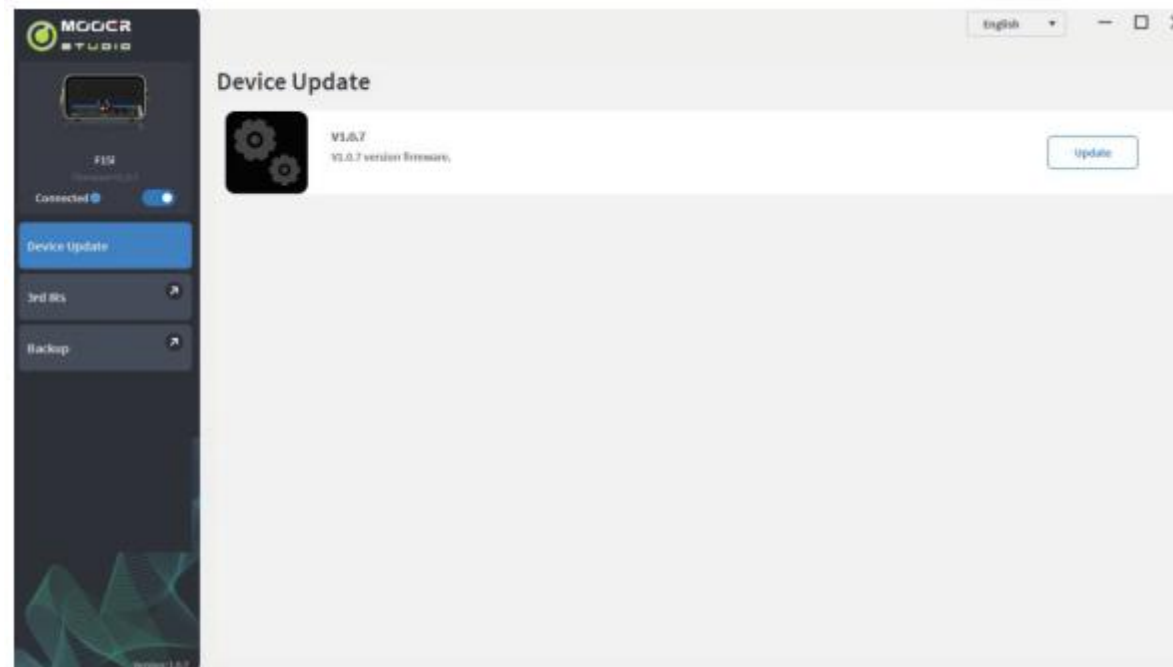 MOOER
STUDIO
English
Device Update
V1.0.7
V1.0.7 version firmware.
Update
F15i
Connected
Device Update
3rd IRs
Backup